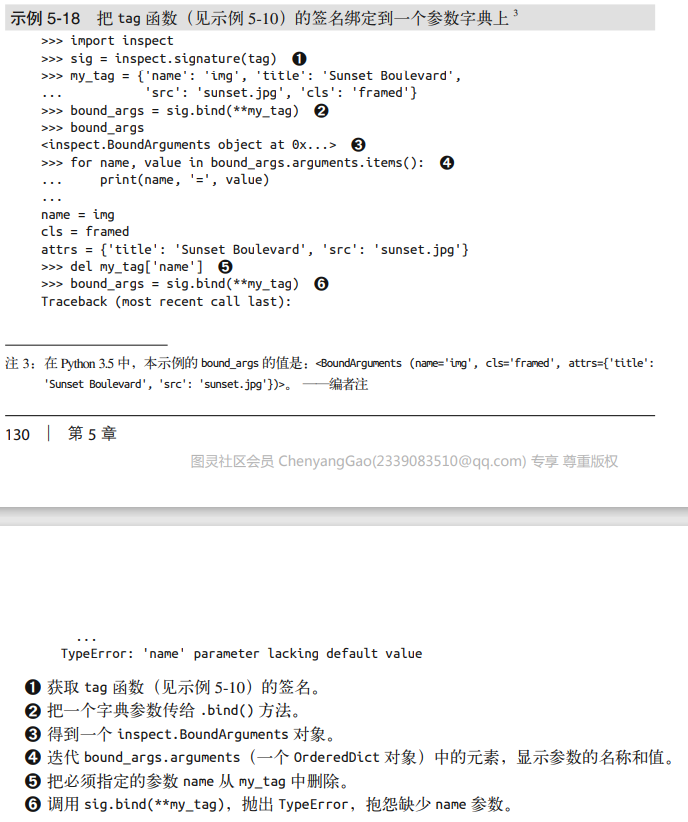 示例 5-18 把 tag 函数（见示例 5-10）的签名绑定到一个参数字典上 3
>>> import inspect
>>> sig = inspect.signature(tag) ❶
>>> my_tag = {'name': 'img', 'title': 'Sunset Boulevard',
...           'src': 'sunset.jpg', 'cls': 'framed'}
>>> bound_args = sig.bind(**my_tag) ❷
>>> bound_args
<inspect.BoundArguments object at 0x...> ❸
>>> for name, value in bound_args.arguments.items(): ❹
...     print(name, '=', value)
...
name = img
cls = framed
attrs = {'title': 'Sunset Boulevard', 'src': 'sunset.jpg'}
>>> del my_tag['name'] ❺
>>> bound_args = sig.bind(**my_tag) ❻
Traceback (most recent call last):
注 3：在 Python 3.5 中，本示例的 bound_args 的值是：<BoundArguments (name='img', cls='framed', attrs={'title':
'Sunset Boulevard', 'src': 'sunset.jpg'})>。——编者注
130 ｜ 第 5 章
图灵社区会员 ChenyangGao(2339083510@qq.com) 专享 尊重版权
...
TypeError: 'name' parameter lacking default value
❶ 获取 tag 函数（见示例 5-10）的签名。
❷ 把一个字典参数传给 .bind() 方法。
❸ 得到一个 inspect.BoundArguments 对象。
❹ 迭代 bound_args.arguments（一个 OrderedDict 对象）中的元素，显示参数的名称和值。
❺ 把必须指定的参数 name 从 my_tag 中删除。
❻ 调用 sig.bind(**my_tag)，抛出 TypeError，抱怨缺少 name 参数。